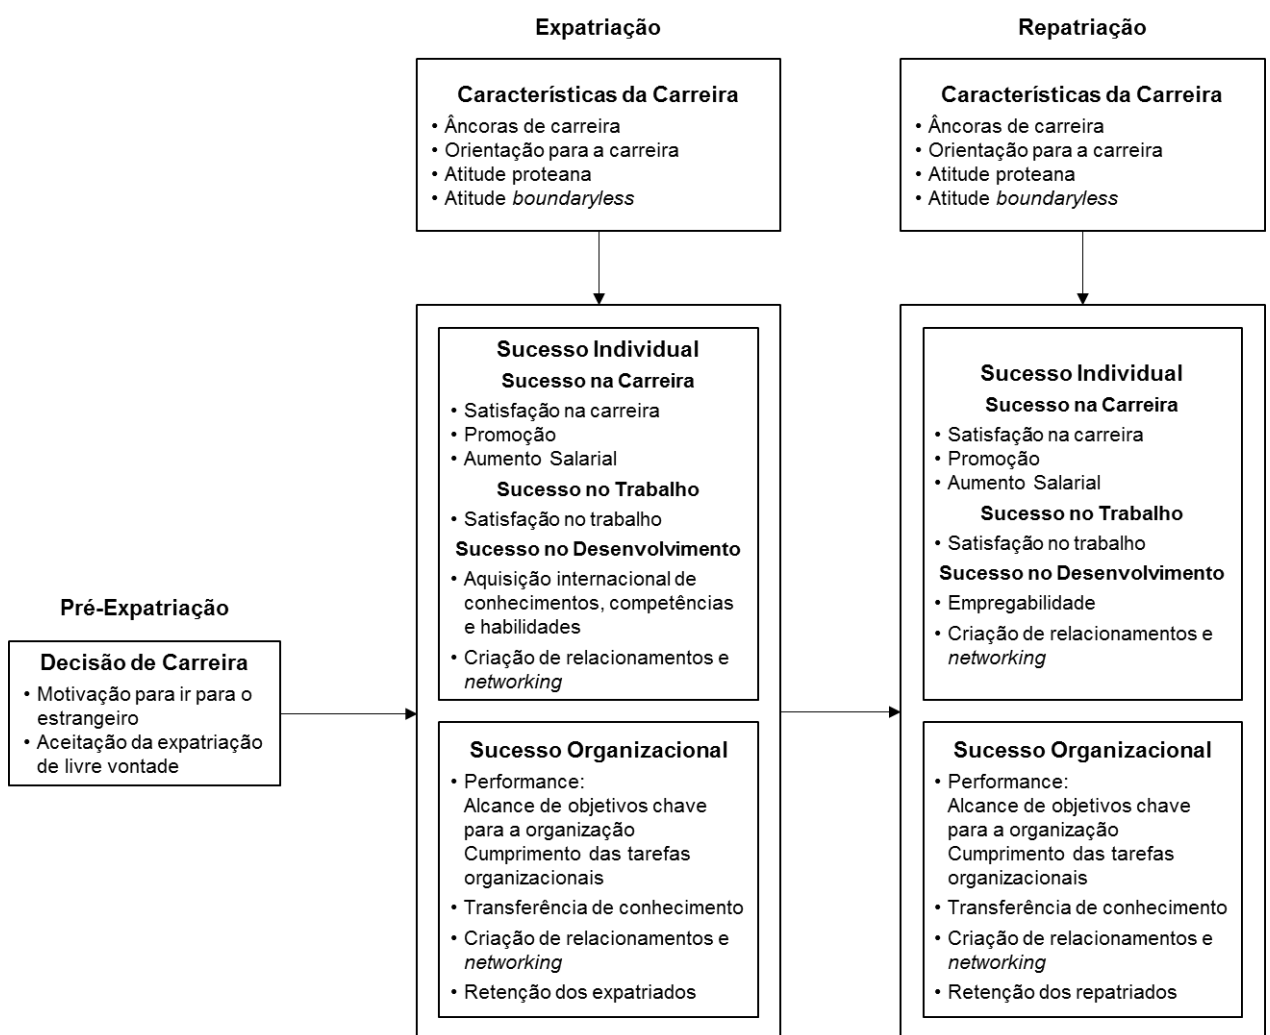 Pré-Expatriação
Decisão de Carreira
• Motivação para ir para o
estrangeiro
• Aceitação da expatriação
de livre vontade
Expatriação
Características da Carreira
• Âncoras de carreira
• Orientação para a carreira
• Atitude proteana
• Atitude boundaryless
Sucesso Individual
Sucesso na Carreira
• Satisfação na carreira
• Promoção
• Aumento Salarial
Sucesso no Trabalho
• Satisfação no trabalho
Sucesso no Desenvolvimento
• Aquisição internacional de
conhecimentos, competências
e habilidades
• Criação de relacionamentos e
networking
Sucesso Organizacional
• Performance:
Alcance de objetivos chave
para a organização
Cumprimento das tarefas
organizacionais
• Transferência de conhecimento
• Criação de relacionamentos e
networking
• Retenção dos expatriados
Repatriação
Características da Carreira
• Âncoras de carreira
• Orientação para a carreira
• Atitude proteana
• Atitude boundaryless
Sucesso Individual
Sucesso na Carreira
• Satisfação na carreira
• Promoção
• Aumento Salarial
Sucesso no Trabalho
• Satisfação no trabalho
Sucesso no Desenvolvimento
• Empregabilidade
• Criação de relacionamentos e
networking
Sucesso Organizacional
• Performance:
Alcance de objetivos chave
para a organização
Cumprimento das tarefas
organizacionais
• Transferência de conhecimento
• Criação de relacionamentos e
networking
• Retenção dos repatriados